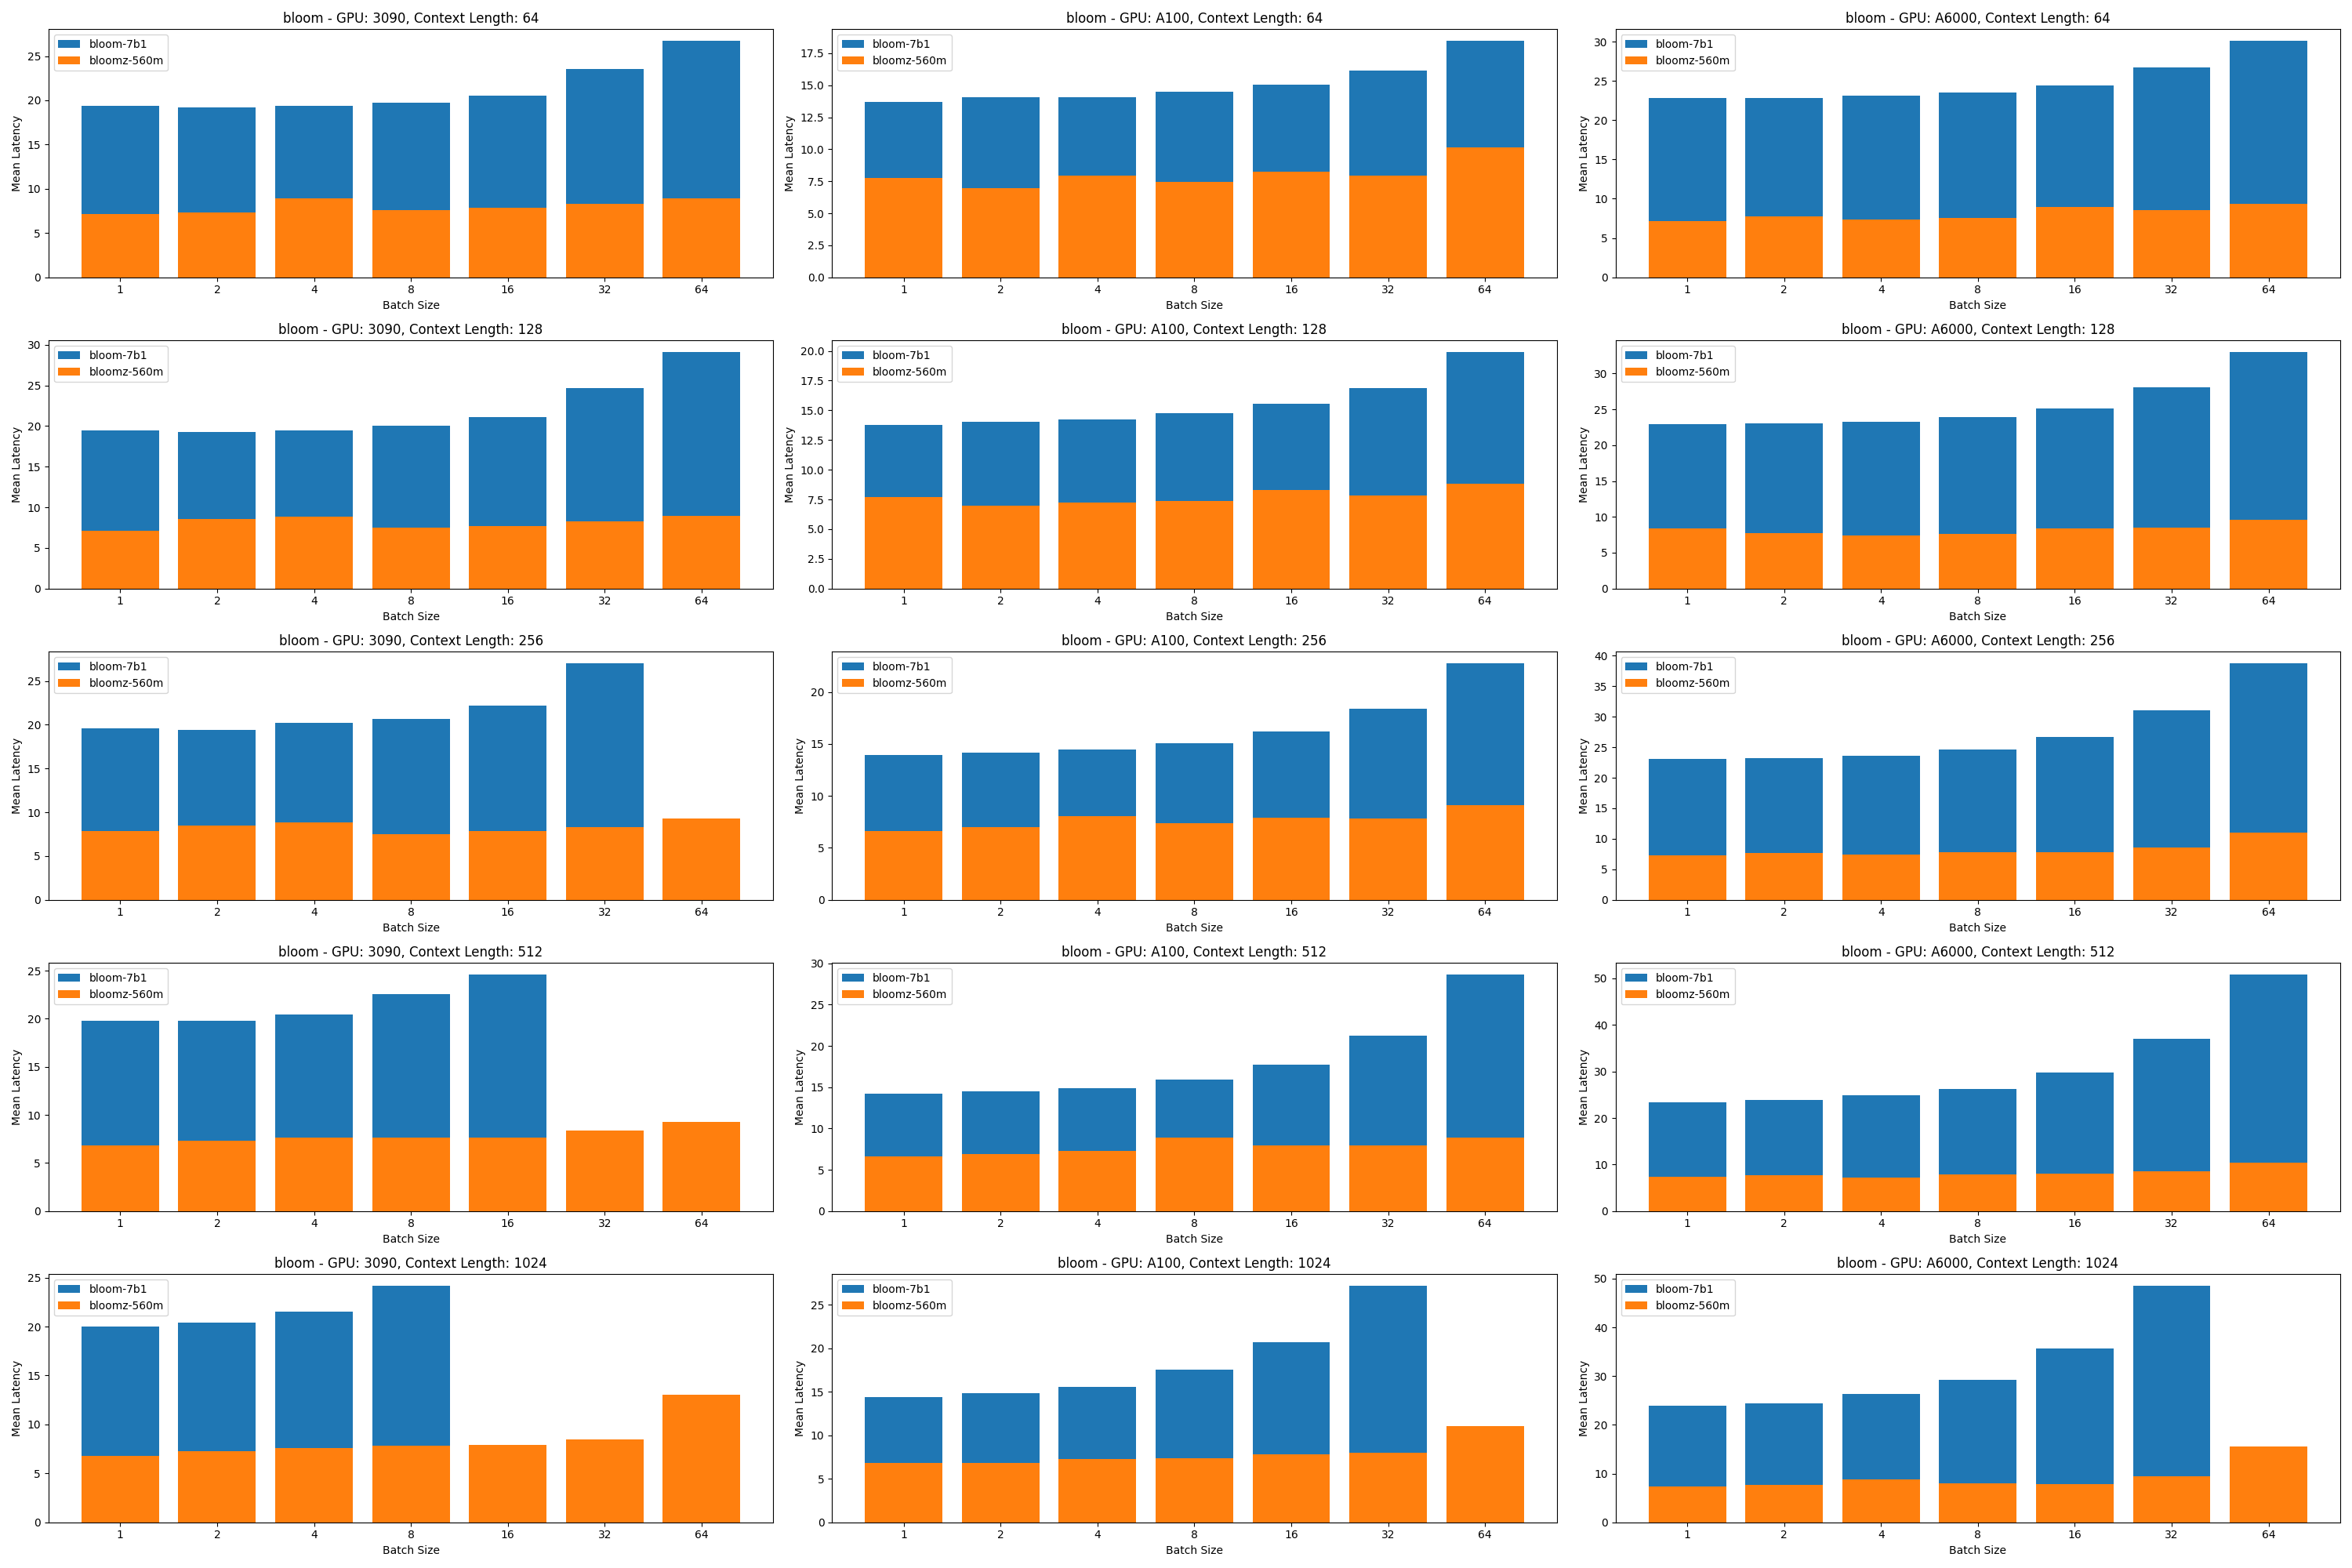 bloom - GPU: 3090, Context Length: 64
bloom-7b1
bloomz-560m
Mean Latency
25
20
15
10
5
0
1 2 4 8 16 32 64
Batch Size
bloom - GPU: A100, Context Length: 64
bloom-7b1
bloomz-560m
Mean Latency
17.5
15.0
12.5
10.0
7.5
5.0
2.5
0.0
1 2 4 8 16 32 64
Batch Size
bloom - GPU: A6000, Context Length: 64
bloom-7b1
bloomz-560m
Mean Latency
30
25
20
15
10
5
0
1 2 4 8 16 32 64
Batch Size
bloom - GPU: 3090, Context Length: 128
bloom-7b1
bloomz-560m
Mean Latency
30
25
20
15
10
5
0
1 2 4 8 16 32 64
Batch Size
bloom - GPU: A100, Context Length: 128
bloom-7b1
bloomz-560m
Mean Latency
20.0
17.5
15.0
12.5
10.0
7.5
5.0
2.5
0.0
1 2 4 8 16 32 64
Batch Size
bloom - GPU: A6000, Context Length: 128
bloom-7b1
bloomz-560m
Mean Latency
30
25
20
15
10
5
0
1 2 4 8 16 32 64
Batch Size
bloom - GPU: 3090, Context Length: 256
bloom-7b1
bloomz-560m
Mean Latency
25
20
15
10
5
0
1 2 4 8 16 32 64
Batch Size
bloom - GPU: A100, Context Length: 256
bloom-7b1
bloomz-560m
Mean Latency
20
15
10
5
0
1 2 4 8 16 32 64
Batch Size
bloom - GPU: A6000, Context Length: 256
bloom-7b1
bloomz-560m
Mean Latency
40
35
30
25
20
15
10
5
0
1 2 4 8 16 32 64
Batch Size
bloom - GPU: 3090, Context Length: 512
bloom-7b1
bloomz-560m
Mean Latency
25
20
15
10
5
0
1 2 4 8 16 32 64
Batch Size
bloom - GPU: A100, Context Length: 512
bloom-7b1
bloomz-560m
Mean Latency
30
25
20
15
10
5
0
1 2 4 8 16 32 64
Batch Size
bloom - GPU: A6000, Context Length: 512
bloom-7b1
bloomz-560m
Mean Latency
50
40
30
20
10
0
1 2 4 8 16 32 64
Batch Size
bloom - GPU: 3090, Context Length: 1024
bloom-7b1
bloomz-560m
Mean Latency
25
20
15
10
5
0
1 2 4 8 16 32 64
Batch Size
bloom - GPU: A100, Context Length: 1024
bloom-7b1
bloomz-560m
Mean Latency
25
20
15
10
5
0
1 2 4 8 16 32 64
Batch Size
bloom - GPU: A6000, Context Length: 1024
bloom-7b1
bloomz-560m
Mean Latency
50
40
30
20
10
0
1 2 4 8 16 32 64
Batch Size